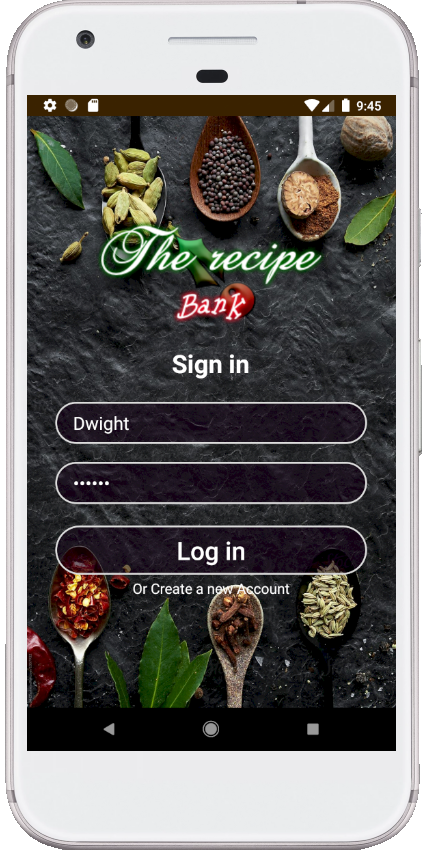 9:45
The recipe
Bank
Sign in
Dwight
••••••
Log in
Or Create a new Account